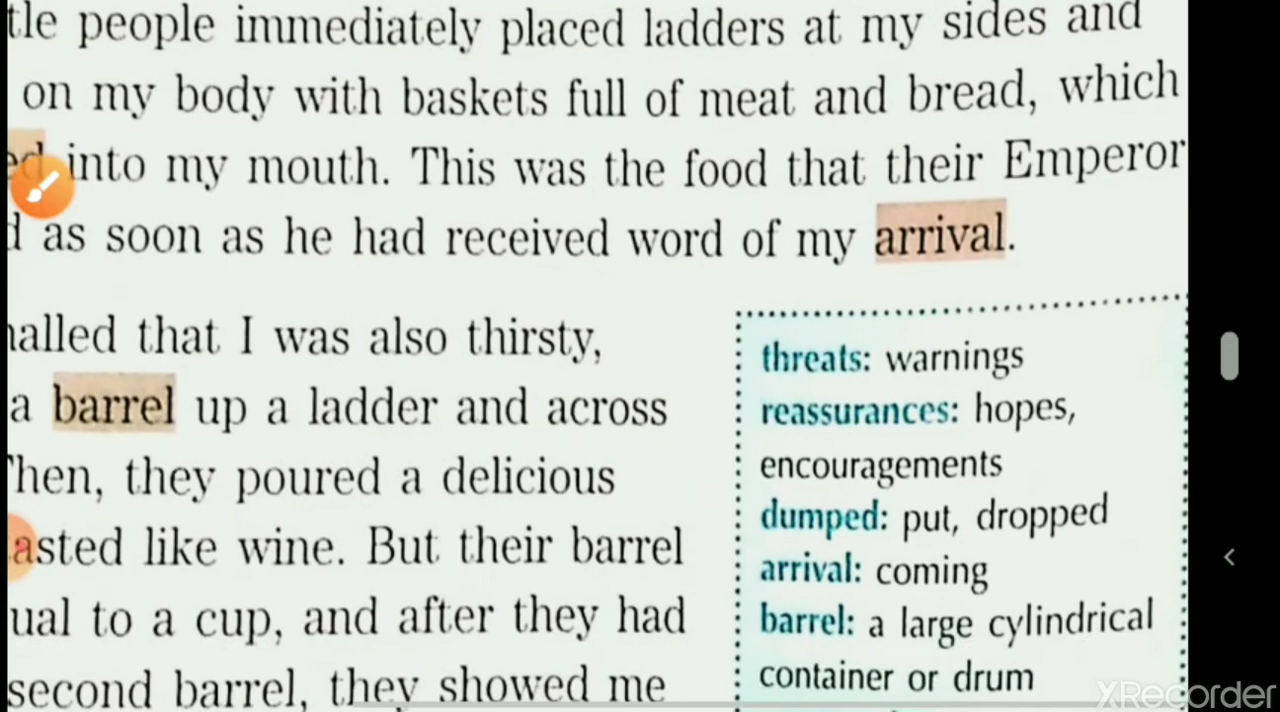 tle people immediately placed ladders at my sides and
on my body with baskets full of meat and bread, which
ed into my mouth. This was the food that their Emperor
d as soon as he had received word of my arrival.
nalled that I was also thirsty,
a barrel up a ladder and across
Then, they poured a delicious
asted like wine. But their barrel
ual to a cup, and after they had
second barrel, they showed me
threats: warnings
reassurances: hopes,
encouragements
dumped: put, dropped
arrival: coming
barrel: a large cylindrical
container or drum
XRecorder